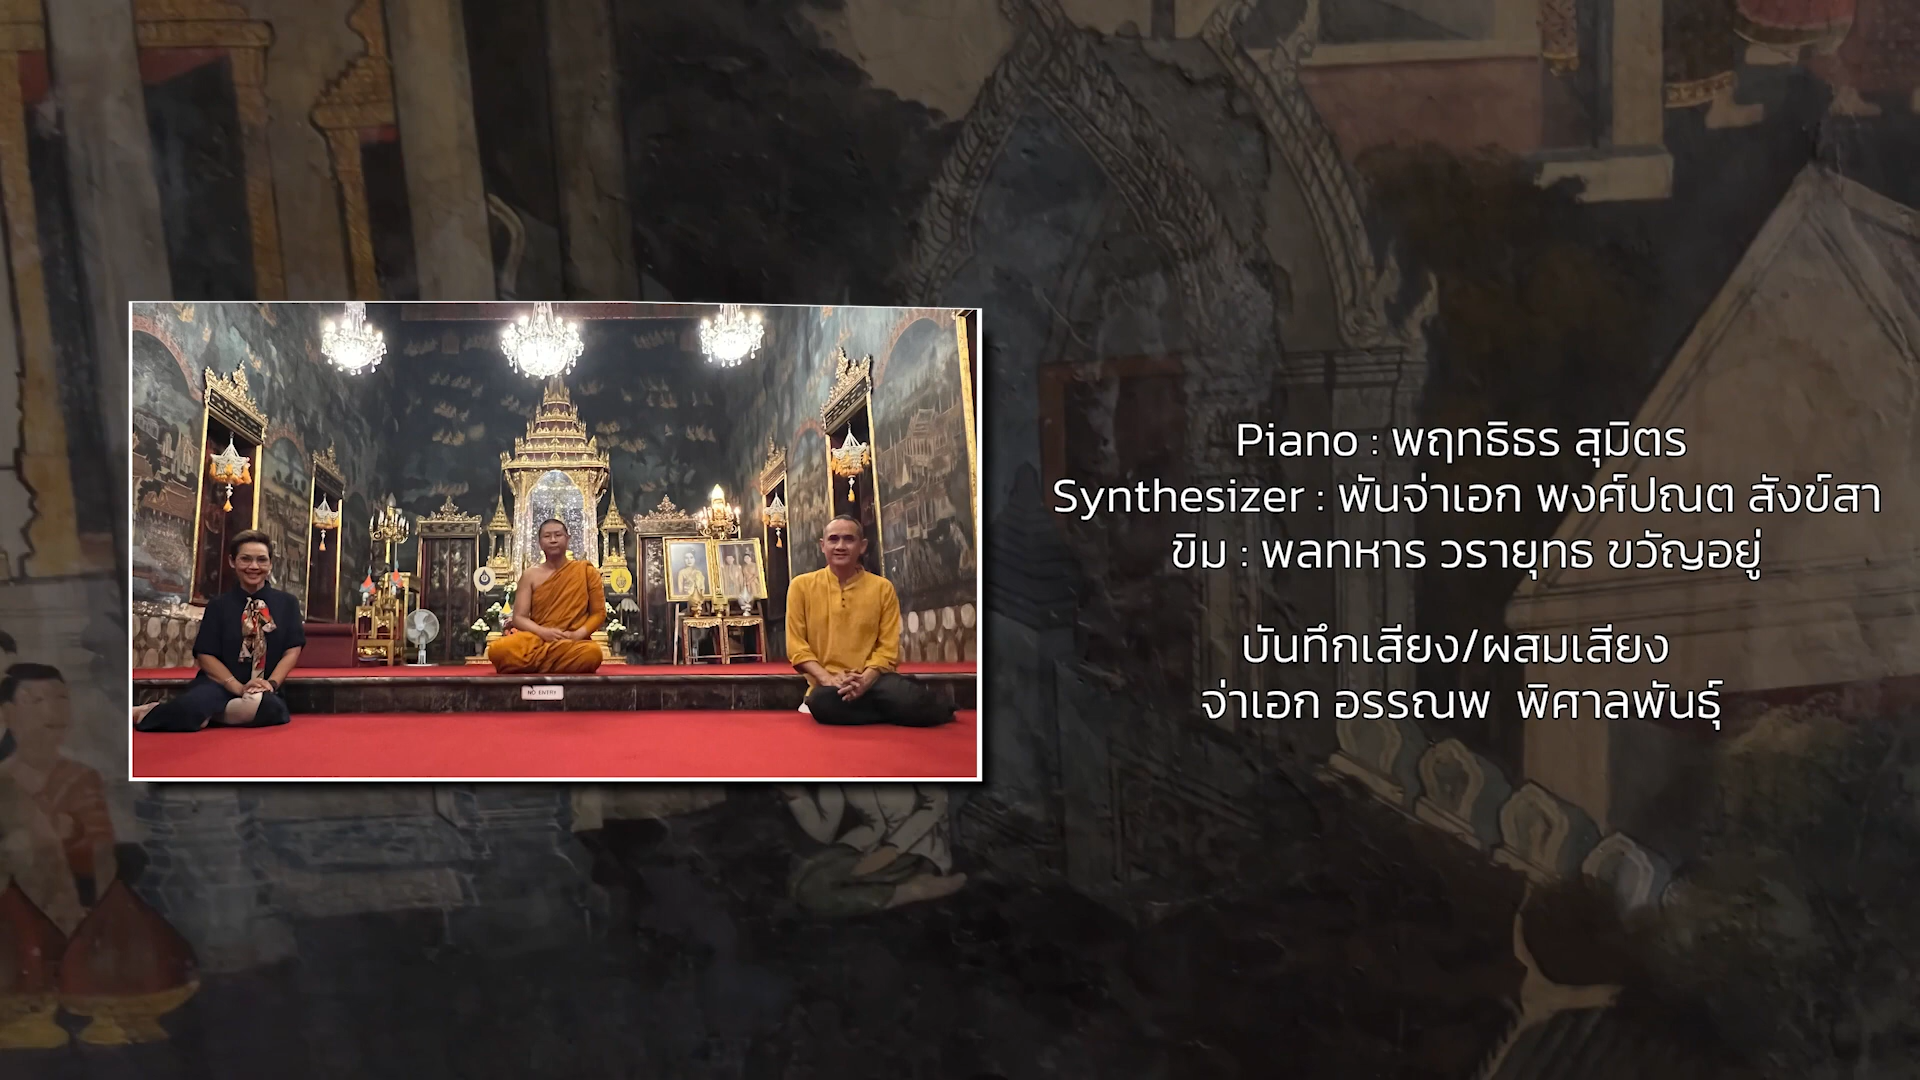 Piano : พฤทธิธร สุมิตร
Synthesizer : พันจ่าเอก พงศ์ปณต สังข์สา
ขิม : พลทหาร วรายุทธ ขวัญอยู่
บันทึกเสียง/ผสมเสียง
จ่าเอก อรรณพ พิศาลพันธุ์
NO ENTRY